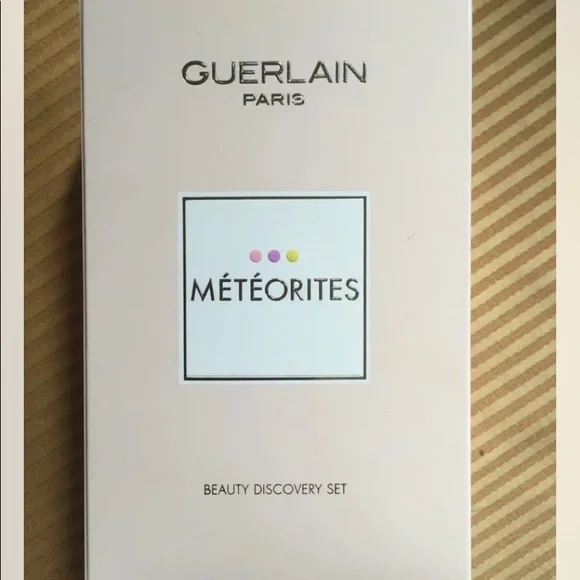 GUERLAIN
PARIS
MÉTÉORITES
BEAUTY DISCOVERY SET